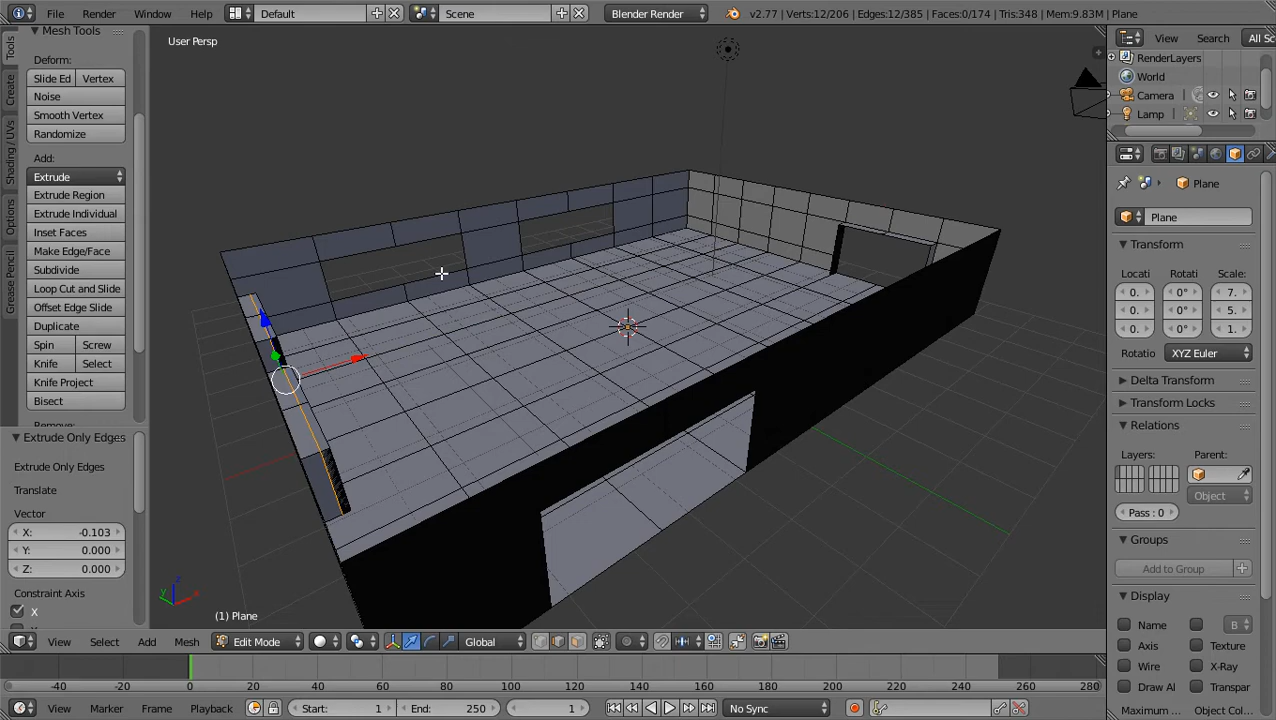 File Render Window Help Default Scene Blender Render v2.77 | Verts:12/206 | Edges:12/385 | Faces:0/174 | Tris:348 | Mem:9.83M | Plane
Mesh Tools
Deform:
Slide Ed Vertex
Noise
Smooth Vertex
Randomize
Add:
Extrude
Extrude Region
Extrude Individual
Inset Faces
Make Edge/Face
Subdivide
Loop Cut and Slide
Offset Edge Slide
Duplicate
Spin Screw
Knife Select
Knife Project
Bisect
Extrude Only Edges
Translate
Vector
X: -0.103
Y: 0.000
Z: 0.000
Constraint Axis
X
Tools
Create
Shading / UVs
Options
Grease Pencil
User Persp
(1) Plane
View Select Add Mesh Edit Mode Global
-40 -20 0 20 40 60 80 100 120 140 160 180 200 220 240 260 280
View Marker Frame Playback Start: 1 End: 250 1 No Sync
View Search All Sc
RenderLayers
World
Camera
Lamp
Plane
Plane
Transform
Locati Rotati Scale:
0. 0° 7.
0. 0° 5.
0. 0° 1.
Rotatio XYZ Euler
Delta Transform
Transform Locks
Relations
Layers: Parent:
Pass : 0
Groups
Add to Group
Display
Name B
Axis Texture
Wire X-Ray
Draw Al Transpar
Maximum Object Col